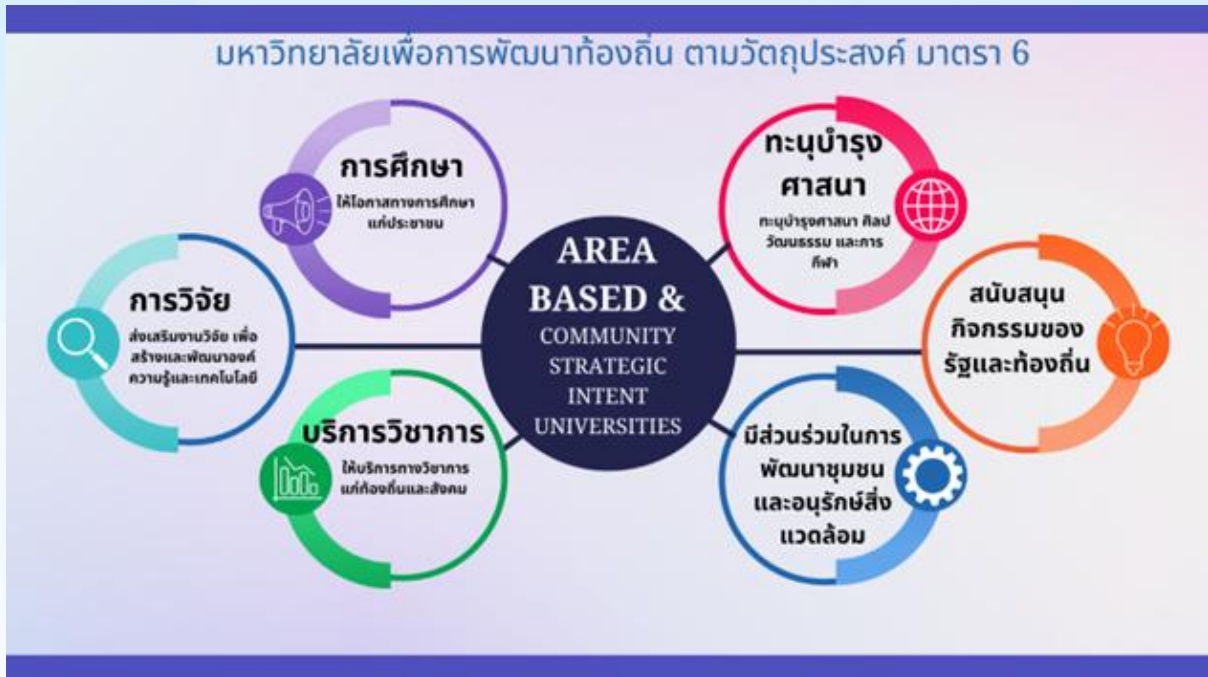 มหาวิทยาลัยเพื่อการพัฒนาท้องถิ่น ตามวัตถุประสงค์ มาตรา 6
การศึกษา
ให้โอกาสทางการศึกษา
แก่ประชาชน
ทะนุบำรุง
ศาสนา
ทะนุบำรุงศาสนา ศิลป
วัฒนธรรม และการ
กีฬา
การวิจัย
ส่งเสริมงานวิจัย เพื่อ
สร้างและพัฒนาองค์
ความรู้และเทคโนโลยี
AREA
BASED &
COMMUNITY
STRATEGIC
INTENT
UNIVERSITIES
สนับสนุน
กิจกรรมของ
รัฐและท้องถิ่น
บริการวิชาการ
ให้บริการทางวิชาการ
แก่ท้องถิ่นและสังคม
มีส่วนร่วมในการ
พัฒนาชุมชน
และอนุรักษ์สิ่ง
แวดล้อม